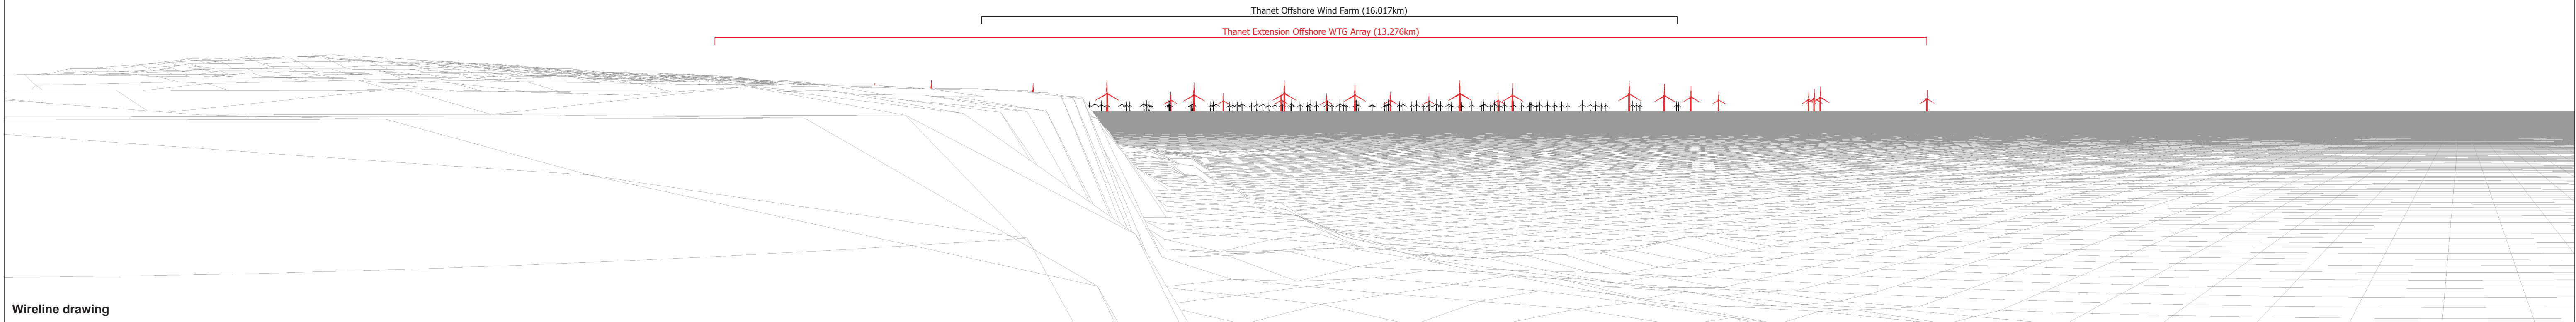 Thanet Offshore Wind Farm (16.017km)
Thanet Extension Offshore WTG Array (13.276km)
Wireline drawing